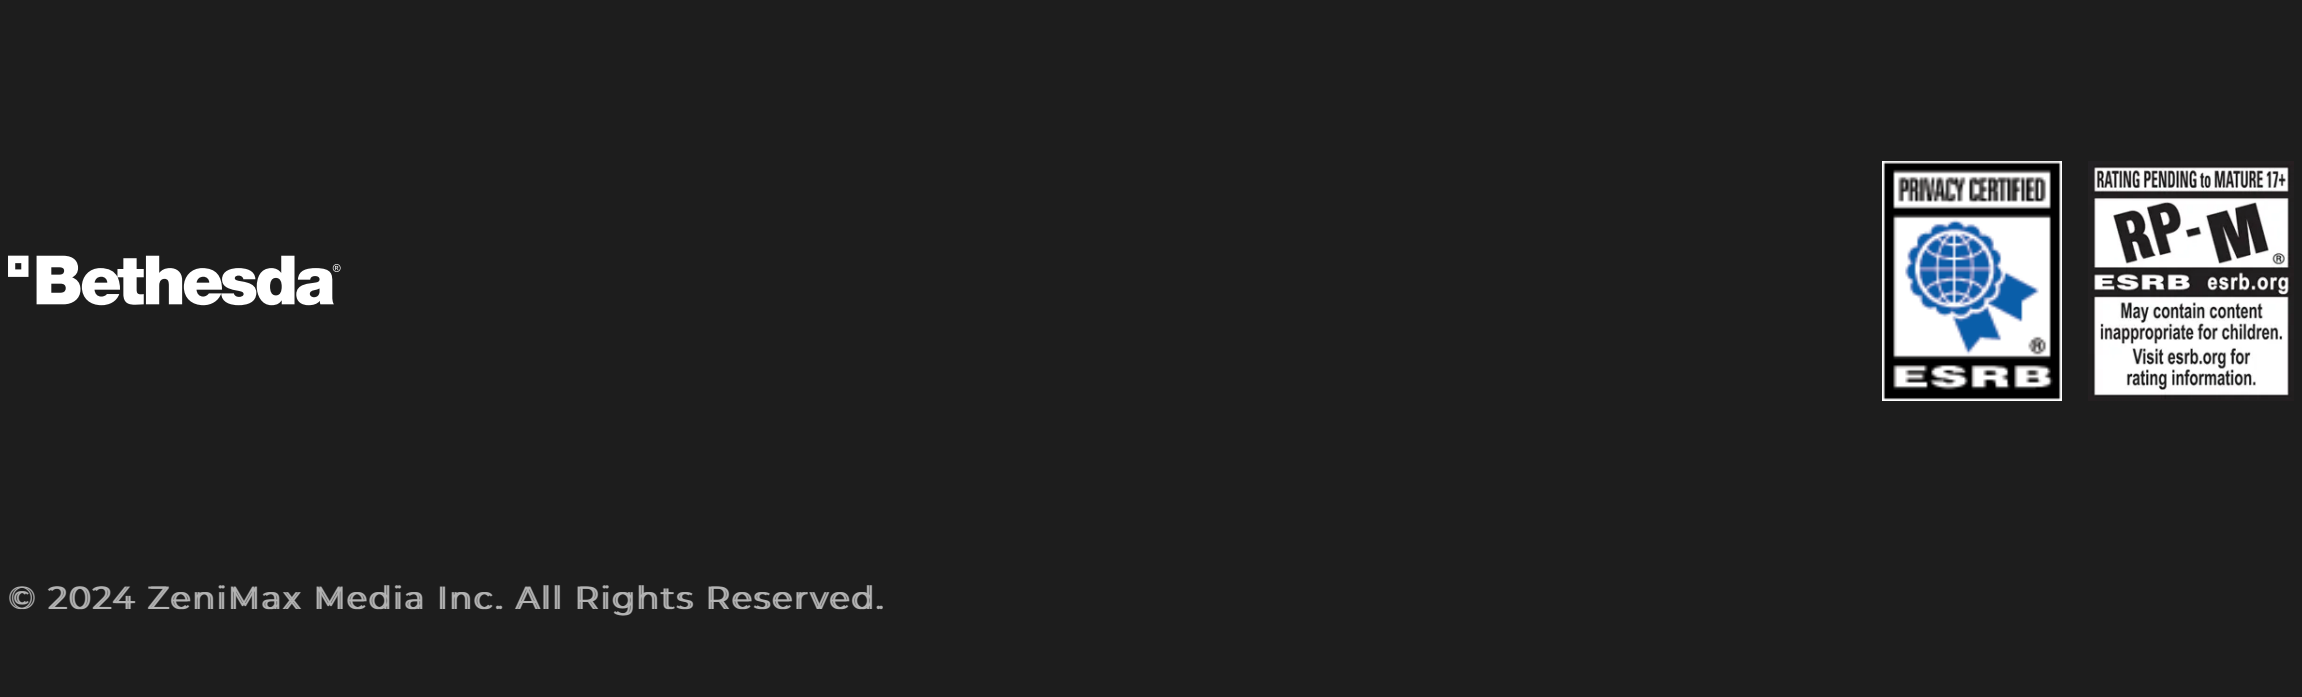 Bethesda®
PRIVACY CERTIFIED
®
ESRB
RATING PENDING to MATURE 17+
RP-M
®
ESRB esrb.org
May contain content
inappropriate for children.
Visit esrb.org for
rating information.
© 2024 ZeniMax Media Inc. All Rights Reserved.